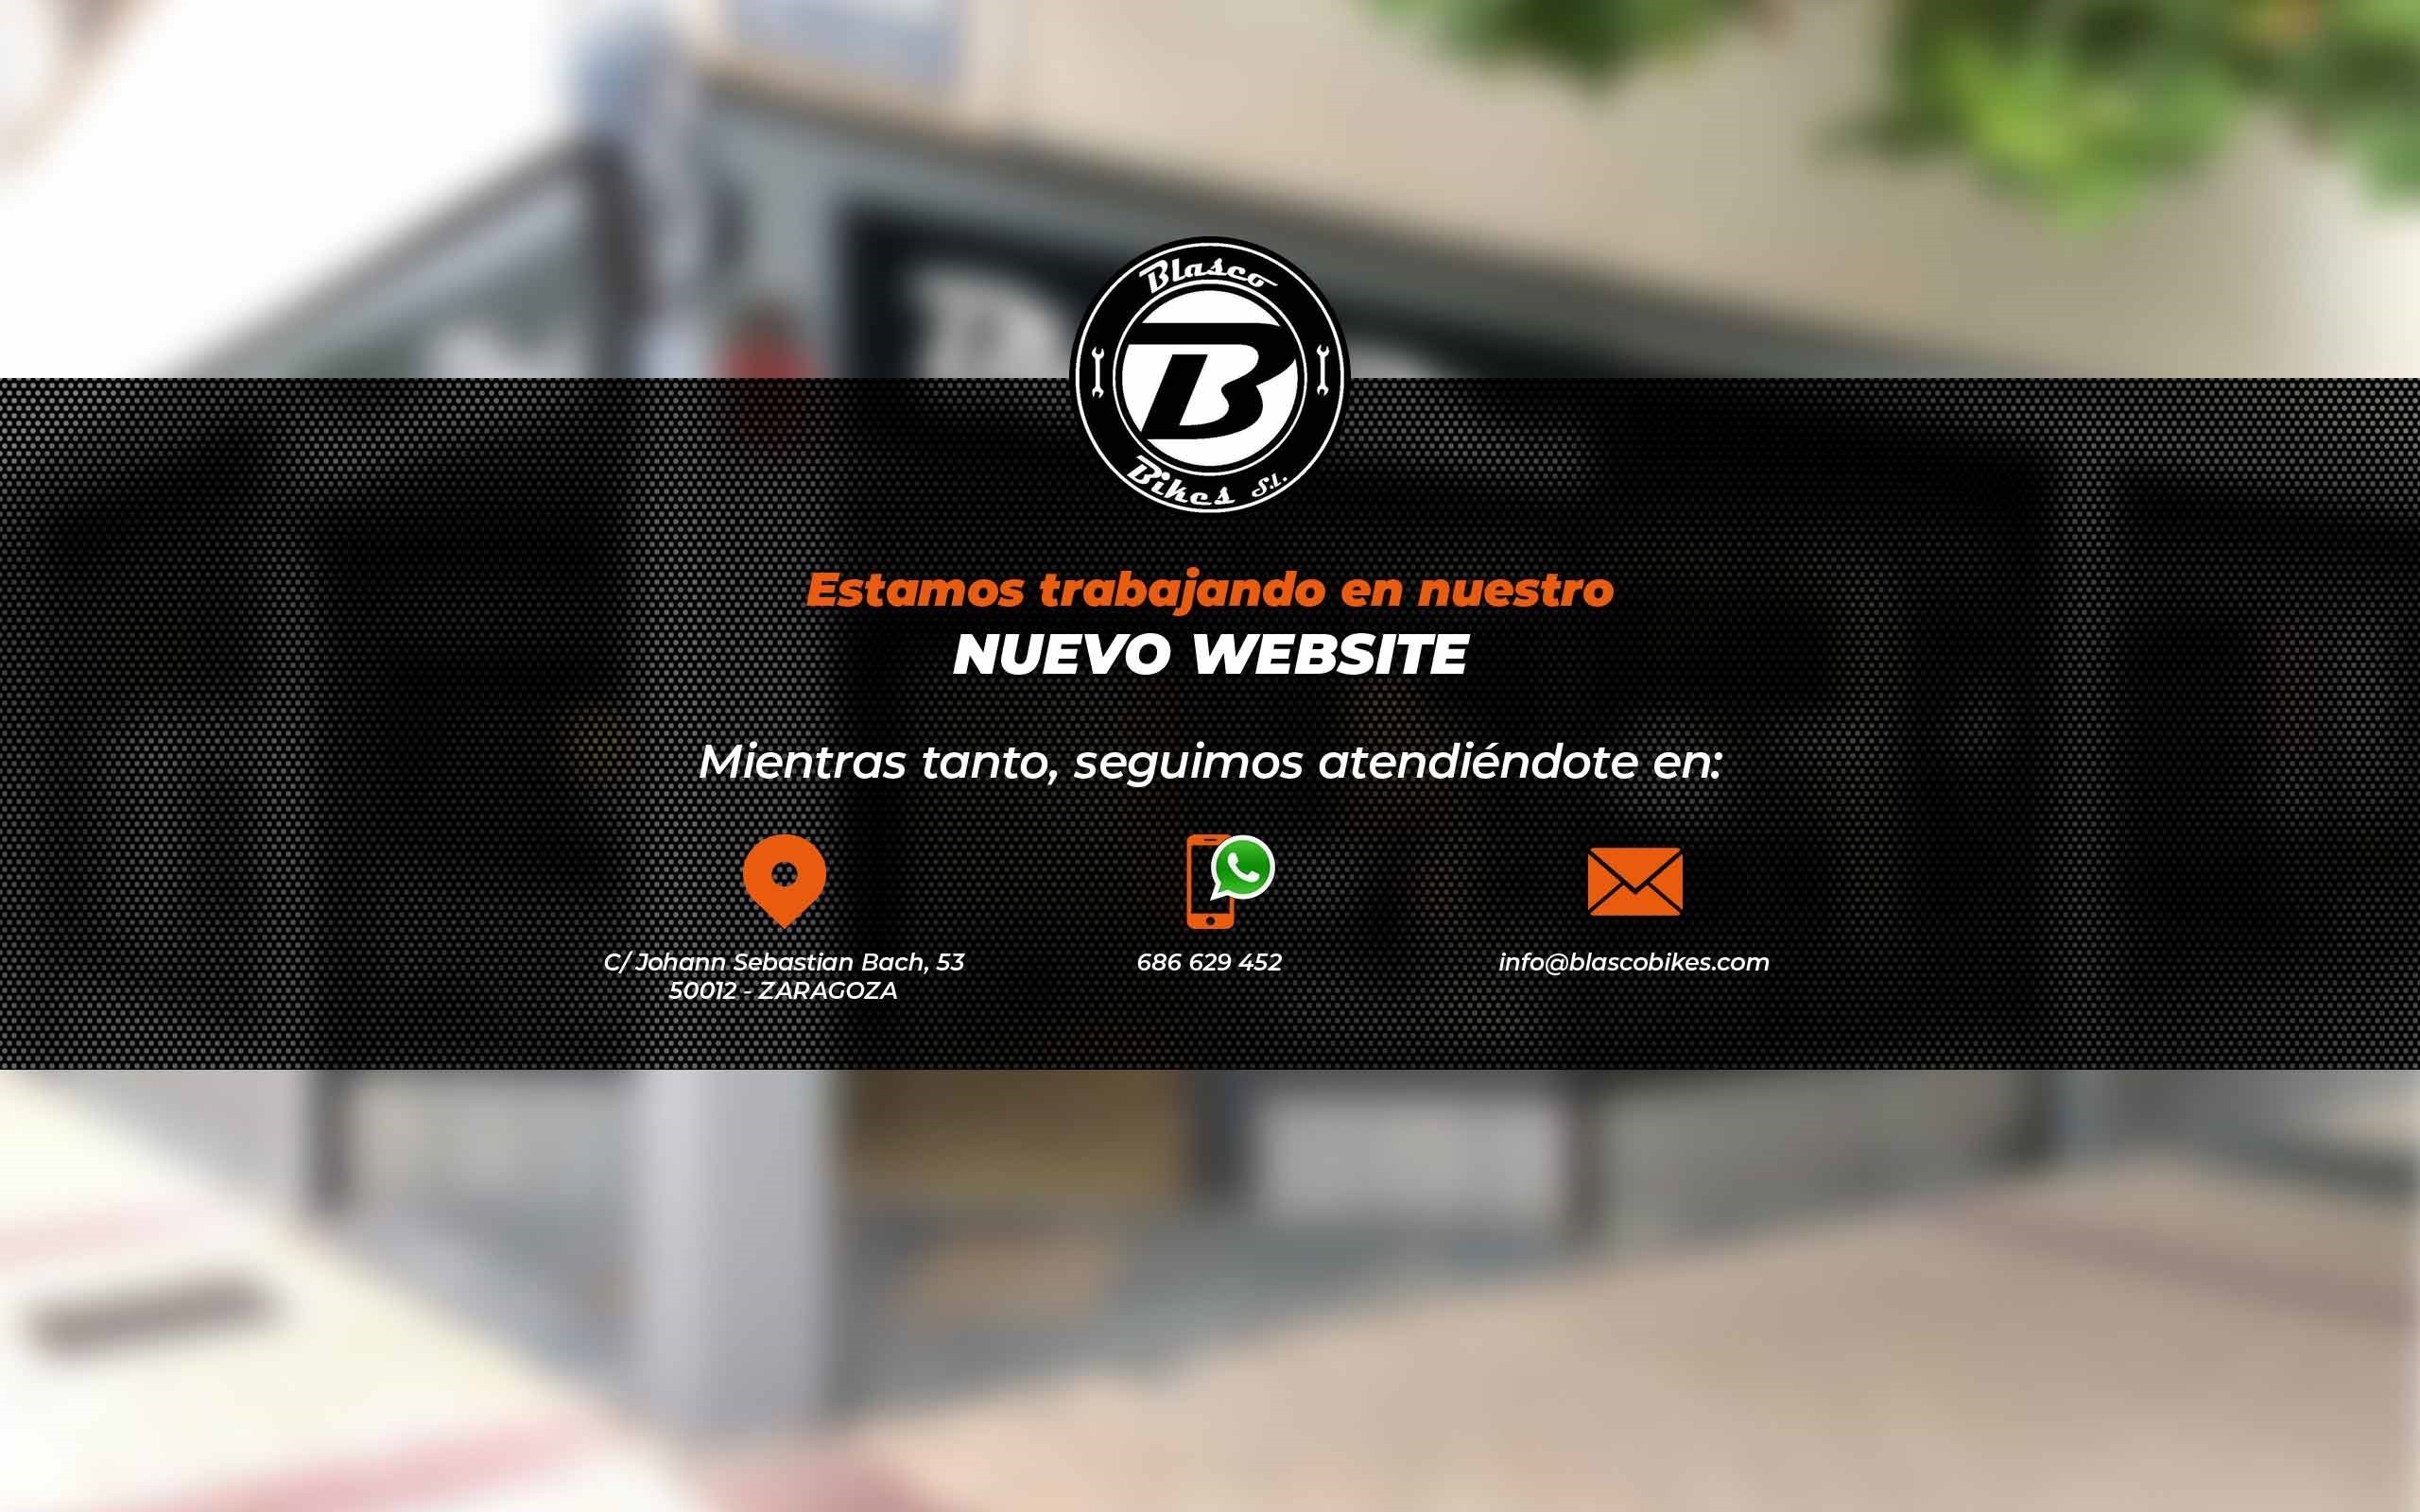 Blasco
B
Bikes S.L.
Estamos trabajando en nuestro
NUEVO WEBSITE
Mientras tanto, seguimos atendiéndote en:
C/ Johann Sebastian Bach, 53
50012 - ZARAGOZA
686 629 452
info@blascobikes.com